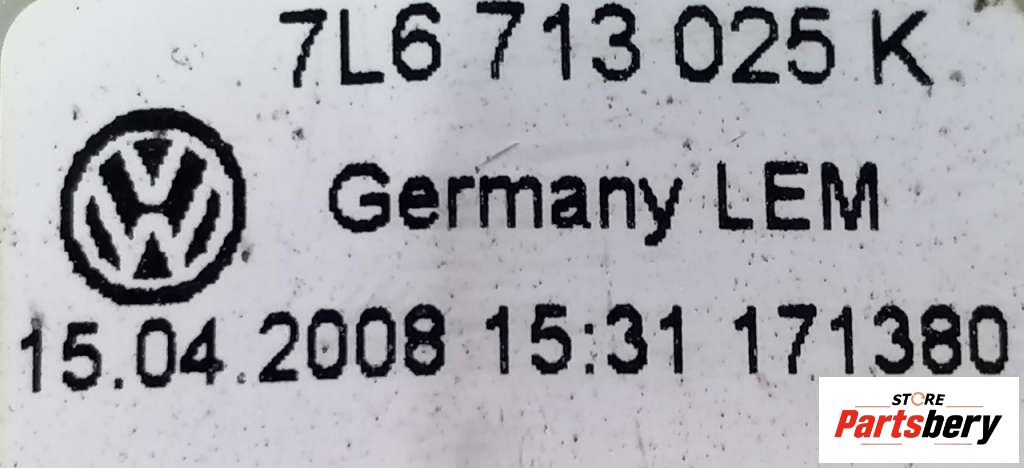 7L6 713 025 K
Germany LEM
15.04.2008 15:31 171380
STORE
Partsbery